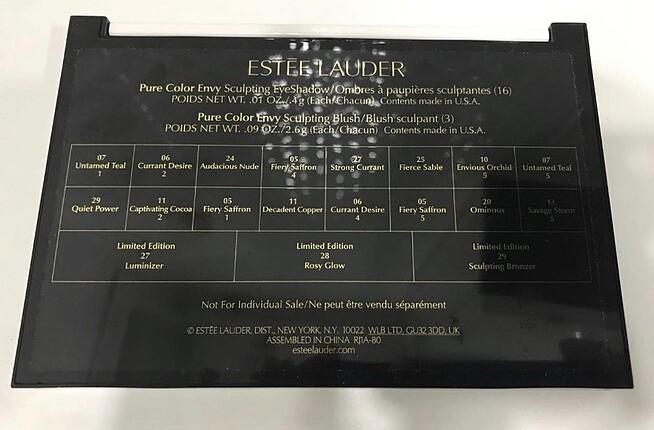 ESTĒE LAUDER
Pure Color Envy Sculpting EyeShadow/Ombres à paupières sculptantes (16)
POIDS NET WT. .01 OZ./.4g (Each/Chacun) Contents made in U.S.A.
Pure Color Envy Sculpting Blush/Blush sculpant (3)
POIDS NET WT. .09 OZ./2.6g (Each/Chacun) Contents made in U.S.A.
07 06 24 05 27 25 10 07
Untamed Teal Currant Desire Audacious Nude Fiery Saffron Strong Currant Fierce Sable Envious Orchid Untamed Teal
1 2 4 5 5
29 11 05 11 06 05 20 13
Quiet Power Captivating Cocoa Fiery Saffron Decadent Copper Currant Desire Fiery Saffron Ominous Savage Storm
2 1 4 5 5
Limited Edition Limited Edition Limited Edition
27 28 29
Luminizer Rosy Glow Sculpting Bronzer
Not For Individual Sale/Ne peut être vendu séparément
© ESTĒE LAUDER, DIST., NEW YORK, N.Y. 10022 WLB LTD, GU32 3DD, UK
ASSEMBLED IN CHINA RJ1A-80
esteelauder.com